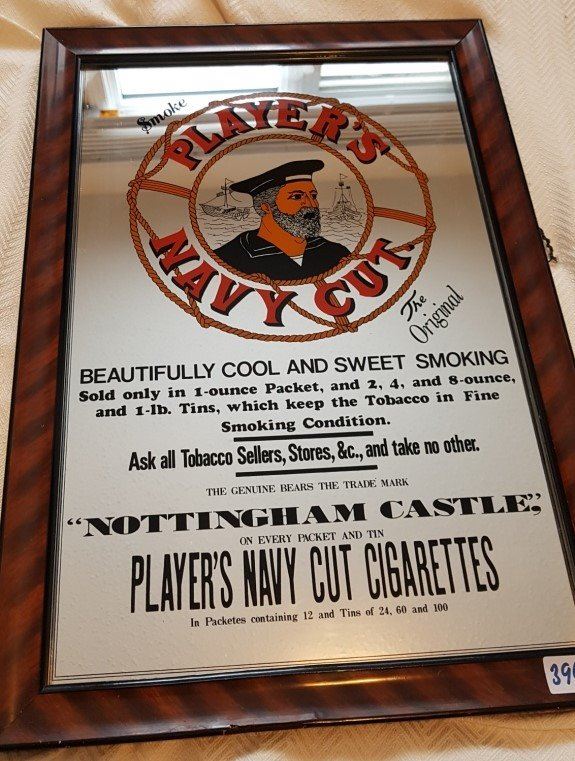 Smoke
PLAYER'S
NAVY CUT.
The
Original
BEAUTIFULLY COOL AND SWEET SMOKING
Sold only in 1-ounce Packet, and 2, 4, and 8-ounce,
and 1-lb. Tins, which keep the Tobacco in Fine
Smoking Condition.
Ask all Tobacco Sellers, Stores, &c., and take no other.
THE GENUINE BEARS THE TRADE MARK
"NOTTINGHAM CASTLE,"
ON EVERY PACKET AND TIN
PLAYER'S NAVY CUT CIGARETTES
In Packetes containing 12 and Tins of 24, 60 and 100